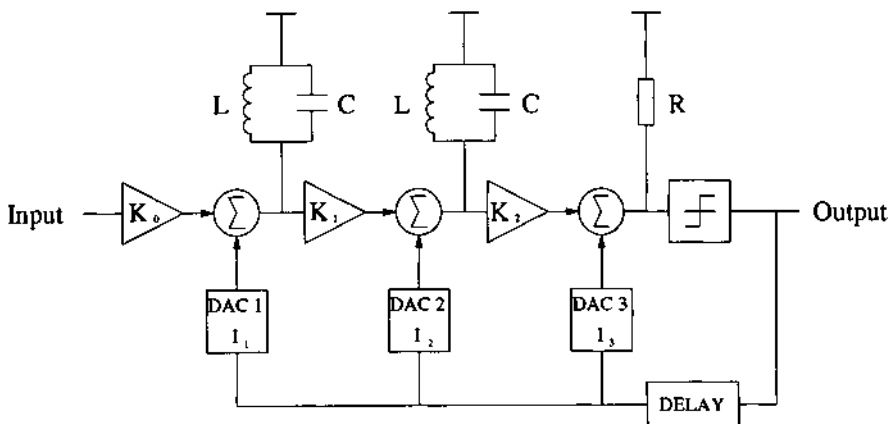 L C
L C
R
Input
K₀
Σ
K₁
Σ
K₂
Σ
Output
DAC 1
I₁
DAC 2
I₂
DAC 3
I₃
DELAY